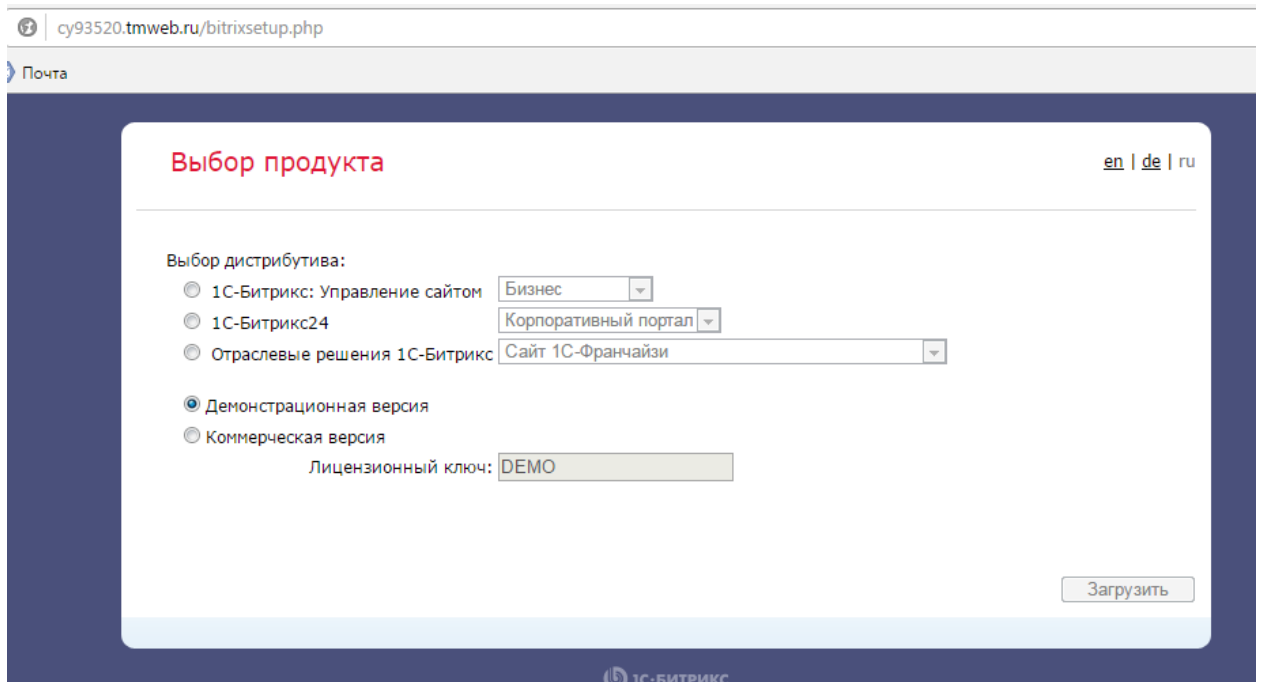 cy93520.tmweb.ru/bitrixsetup.php
Почта
Выбор продукта
en | de | ru
Выбор дистрибутива:
1С-Битрикс: Управление сайтом Бизнес
1С-Битрикс24 Корпоративный портал
Отраслевые решения 1С-Битрикс Сайт 1С-Франчайзи
Демонстрационная версия
Коммерческая версия
Лицензионный ключ: DEMO
Загрузить
1С-БИТРИКС